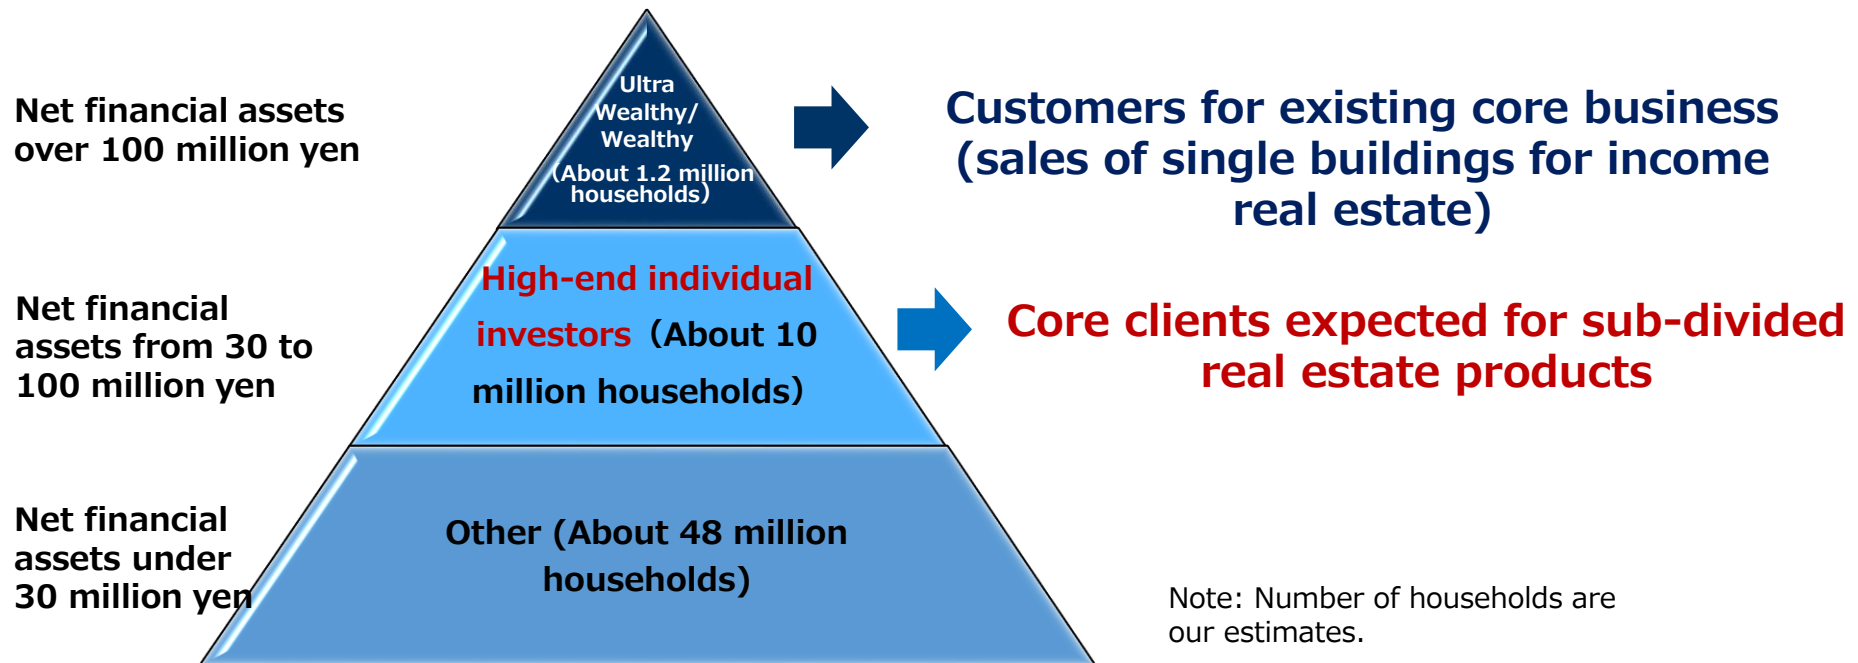 Net financial assets
over 100 million yen
Ultra
Wealthy/
Wealthy
（About 1.2 million
households）
Customers for existing core business
(sales of single buildings for income
real estate)
Net financial
assets from 30 to
100 million yen
High-end individual
investors（About 10
million households）
Core clients expected for sub-divided
real estate products
Net financial
assets under
30 million yen
Other (About 48 million
households)
Note: Number of households are
our estimates.